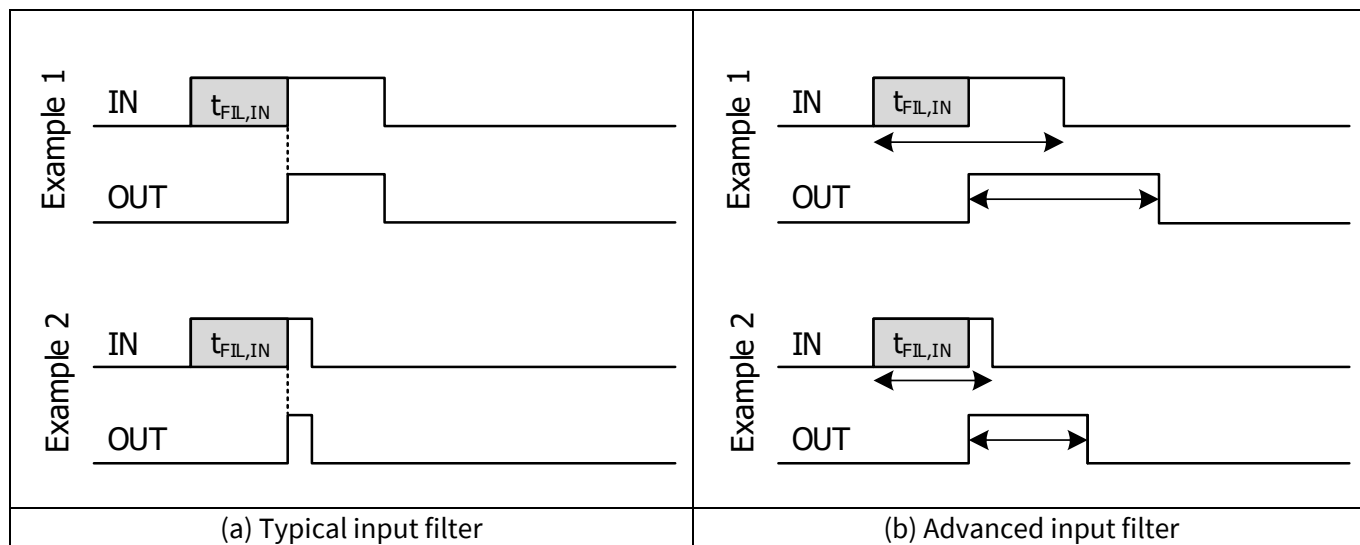 Example 1
IN
tFIL,IN
OUT
Example 2
IN
tFIL,IN
OUT
(a) Typical input filter
Example 1
IN
tFIL,IN
OUT
Example 2
IN
tFIL,IN
OUT
(b) Advanced input filter